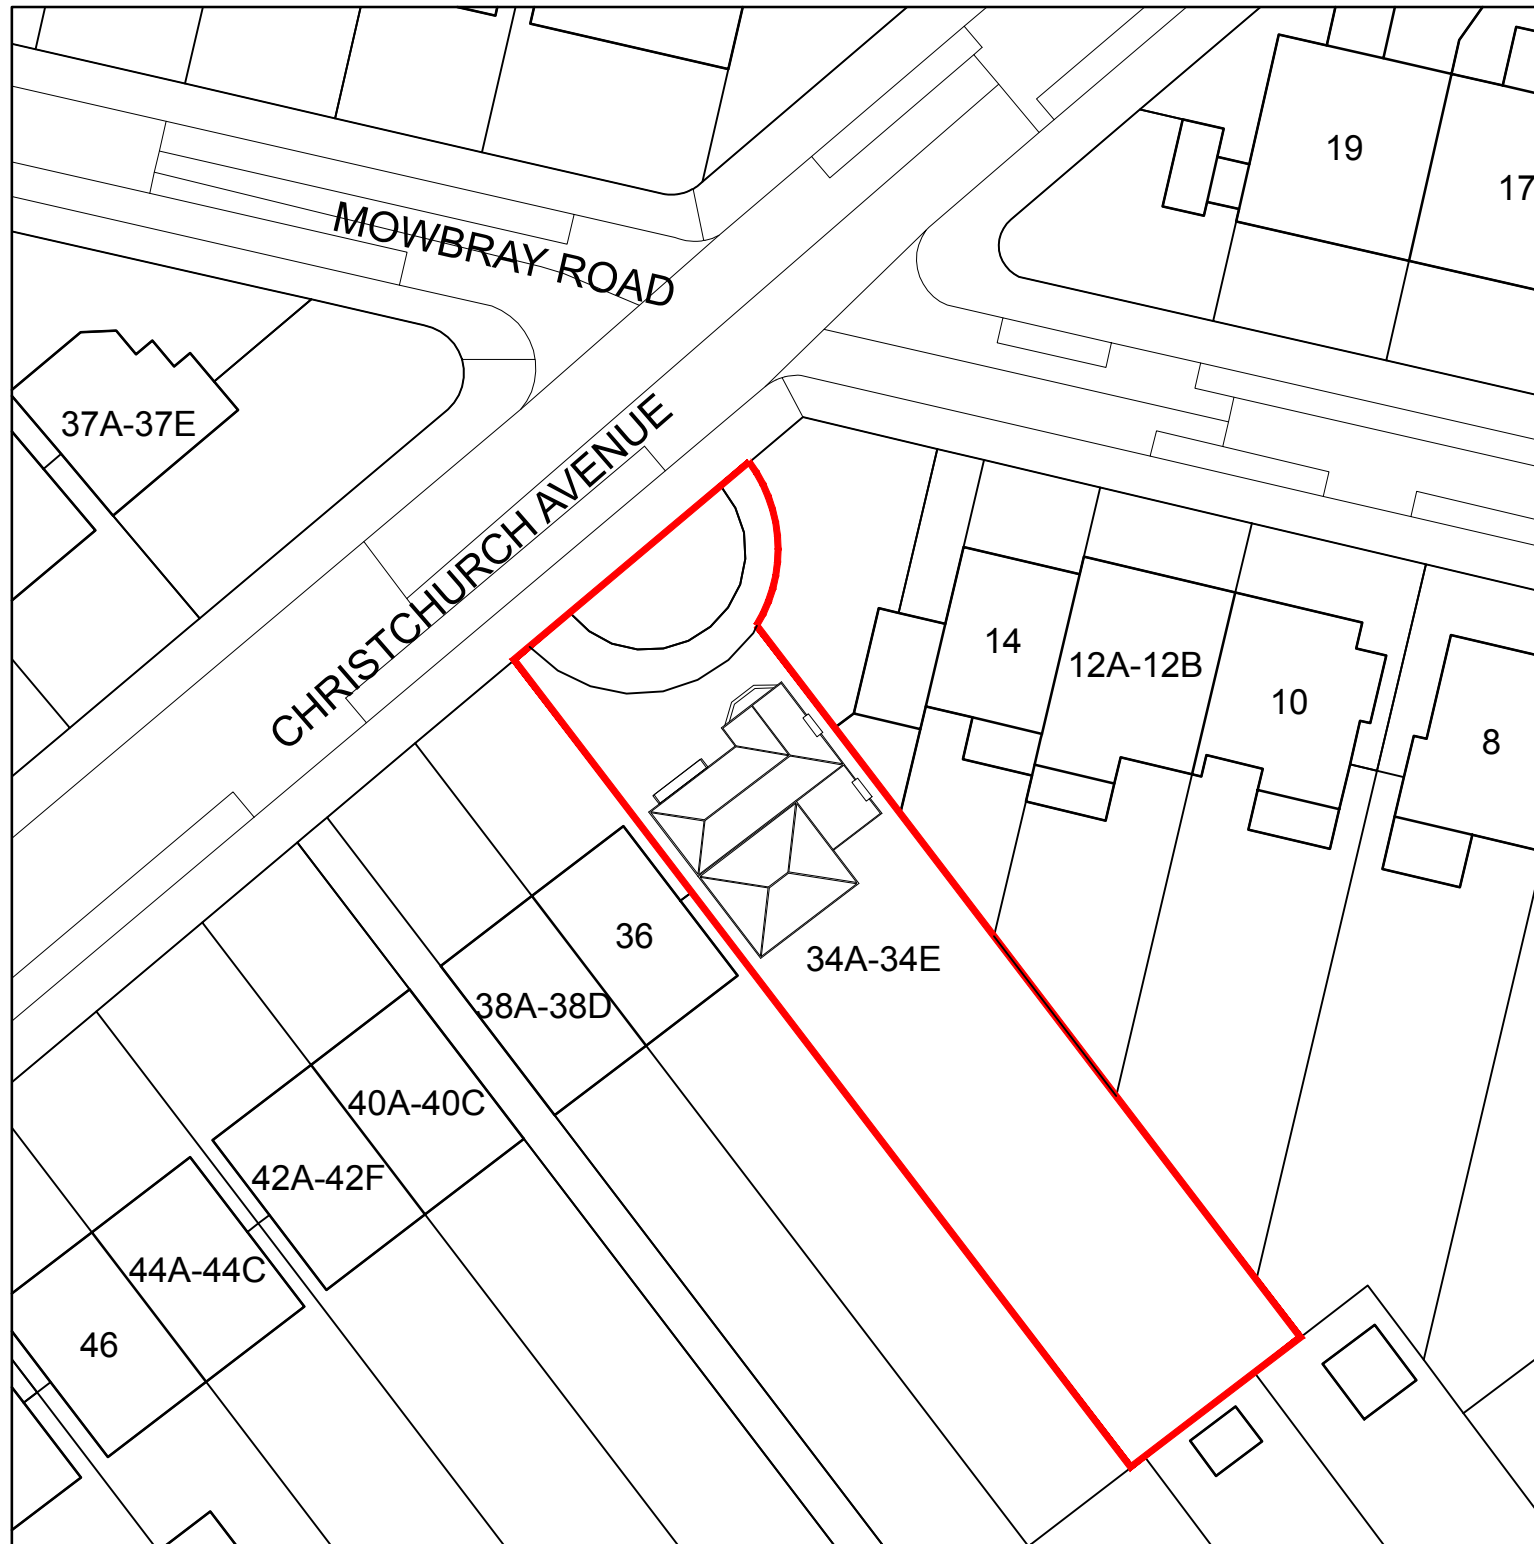 19
17
MOWBRAY ROAD
37A-37E
CHRISTCHURCH AVENUE
14
12A-12B
10
8
36
34A-34E
38A-38D
40A-40C
42A-42F
44A-44C
46